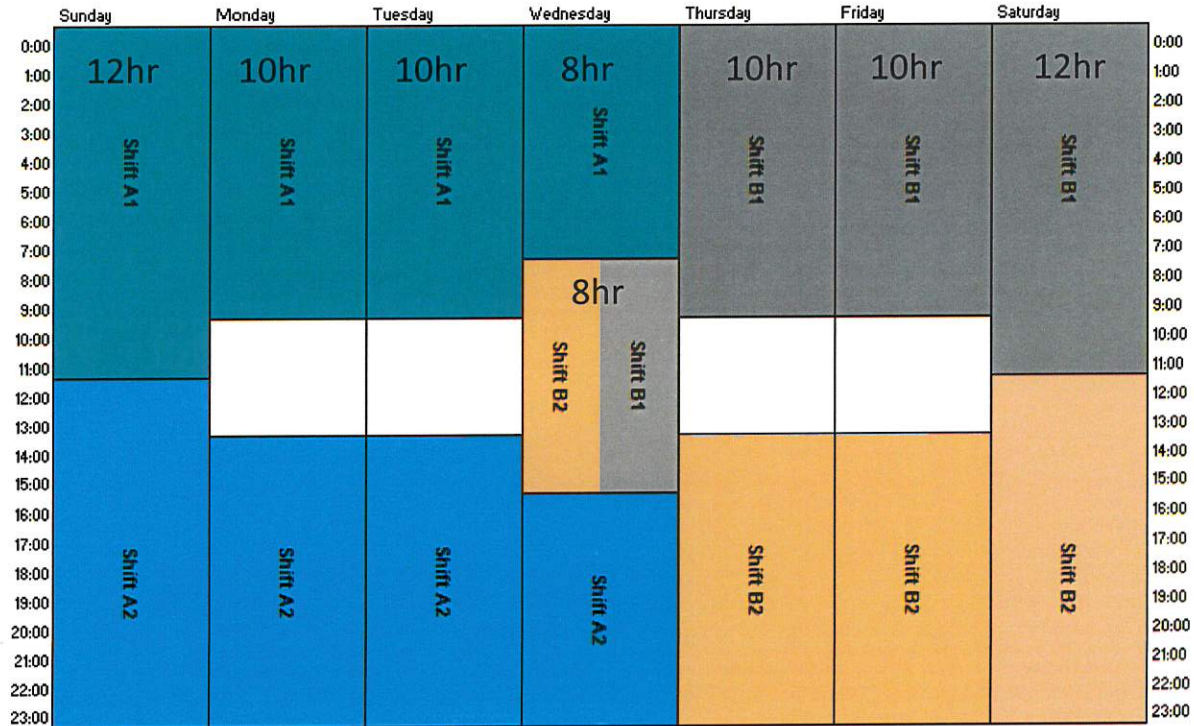 Sunday Monday Tuesday Wednesday Thursday Friday Saturday
0:00 0:00
12hr 10hr 10hr 8hr 10hr 10hr 12hr
1:00 1:00
2:00 2:00
3:00 3:00
4:00 4:00
5:00 5:00
6:00 6:00
7:00 7:00
8:00 8:00
9:00 9:00
10:00 10:00
11:00 11:00
12:00 12:00
13:00 13:00
14:00 14:00
15:00 15:00
16:00 16:00
17:00 17:00
18:00 18:00
19:00 19:00
20:00 20:00
21:00 21:00
22:00 22:00
23:00 23:00
Shift A1
Shift A1
Shift A1
Shift A1
Shift B1
Shift B1
Shift B1
8hr
Shift B2
Shift B1
Shift A2
Shift A2
Shift A2
Shift A2
Shift B2
Shift B2
Shift B2